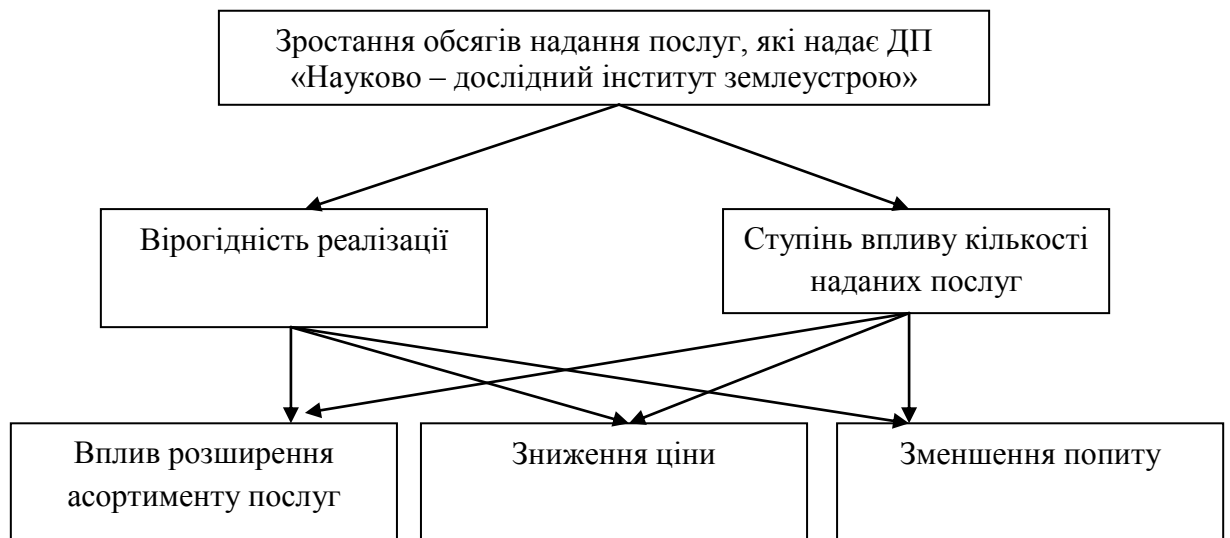 Зростання обсягів надання послуг, які надає ДП
«Науково – дослідний інститут землеустрою»
Вірогідність реалізації
Ступінь впливу кількості
наданих послуг
Вплив розширення
асортименту послуг
Зниження ціни
Зменшення попиту